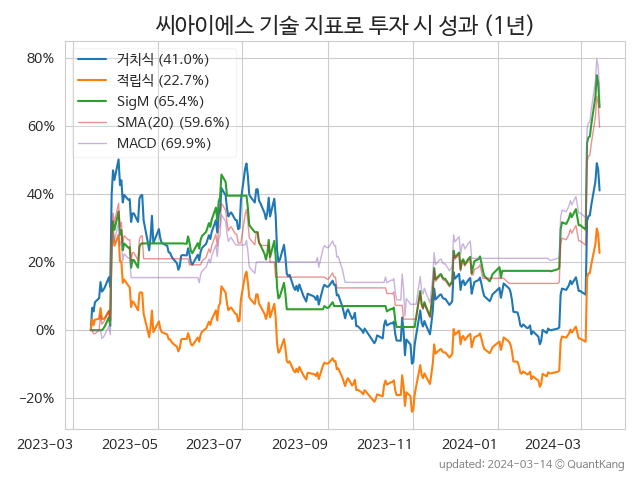 씨아이에스 기술 지표로 투자 시 성과 (1년)
거치식 (41.0%)
적립식 (22.7%)
SigM (65.4%)
SMA(20) (59.6%)
MACD (69.9%)
80%
60%
40%
20%
0%
−20%
2023-03
2023-05
2023-07
2023-09
2023-11
2024-01
2024-03
updated: 2024-03-14 © QuantKang